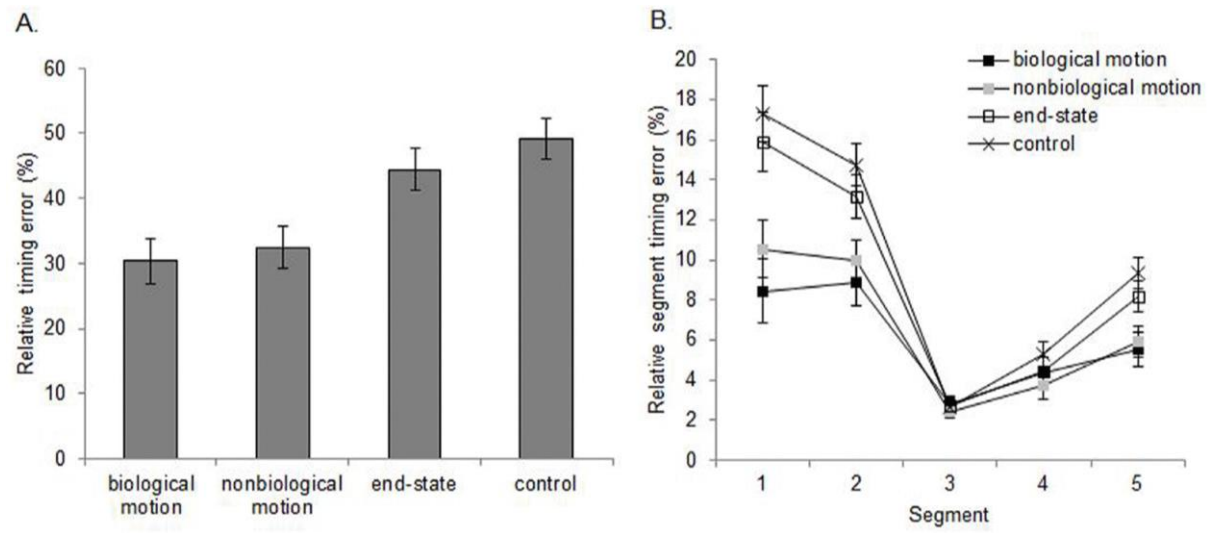 A.
Relative timing error (%)
60
50
40
30
20
10
0
biological
motion
nonbiological
motion
end-state
control
B.
Relative segment timing error (%)
20
18
16
14
12
10
8
6
4
2
0
1
2
3
4
5
Segment
biological motion
nonbiological motion
end-state
control